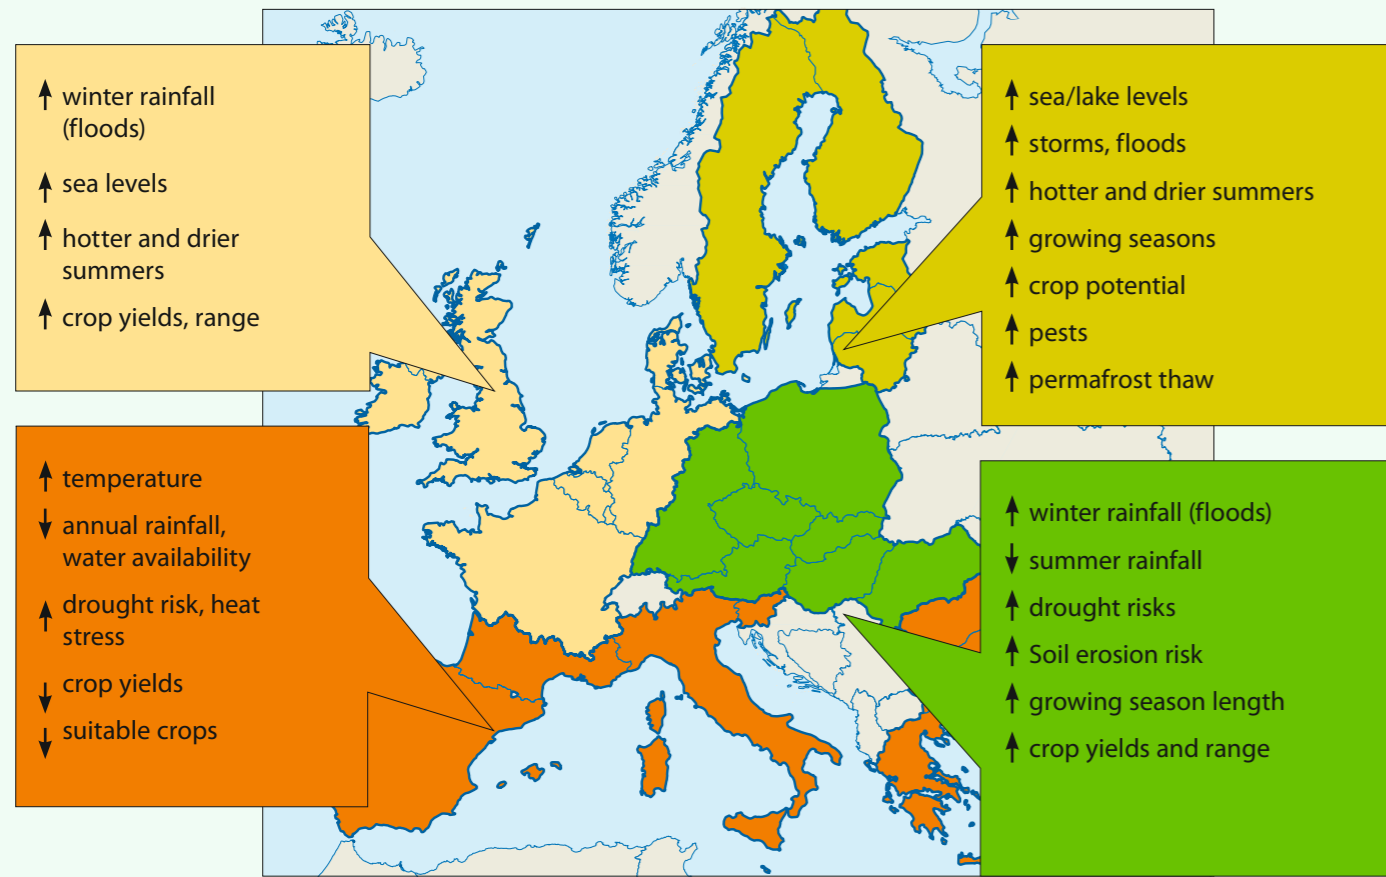 winter rainfall
(floods)
sea levels
hotter and drier
summers
crop yields, range
sea/lake levels
storms, floods
hotter and drier summers
growing seasons
crop potential
pests
permafrost thaw
temperature
annual rainfall,
water availability
drought risk, heat
stress
crop yields
suitable crops
winter rainfall (floods)
summer rainfall
drought risks
Soil erosion risk
growing season length
crop yields and range